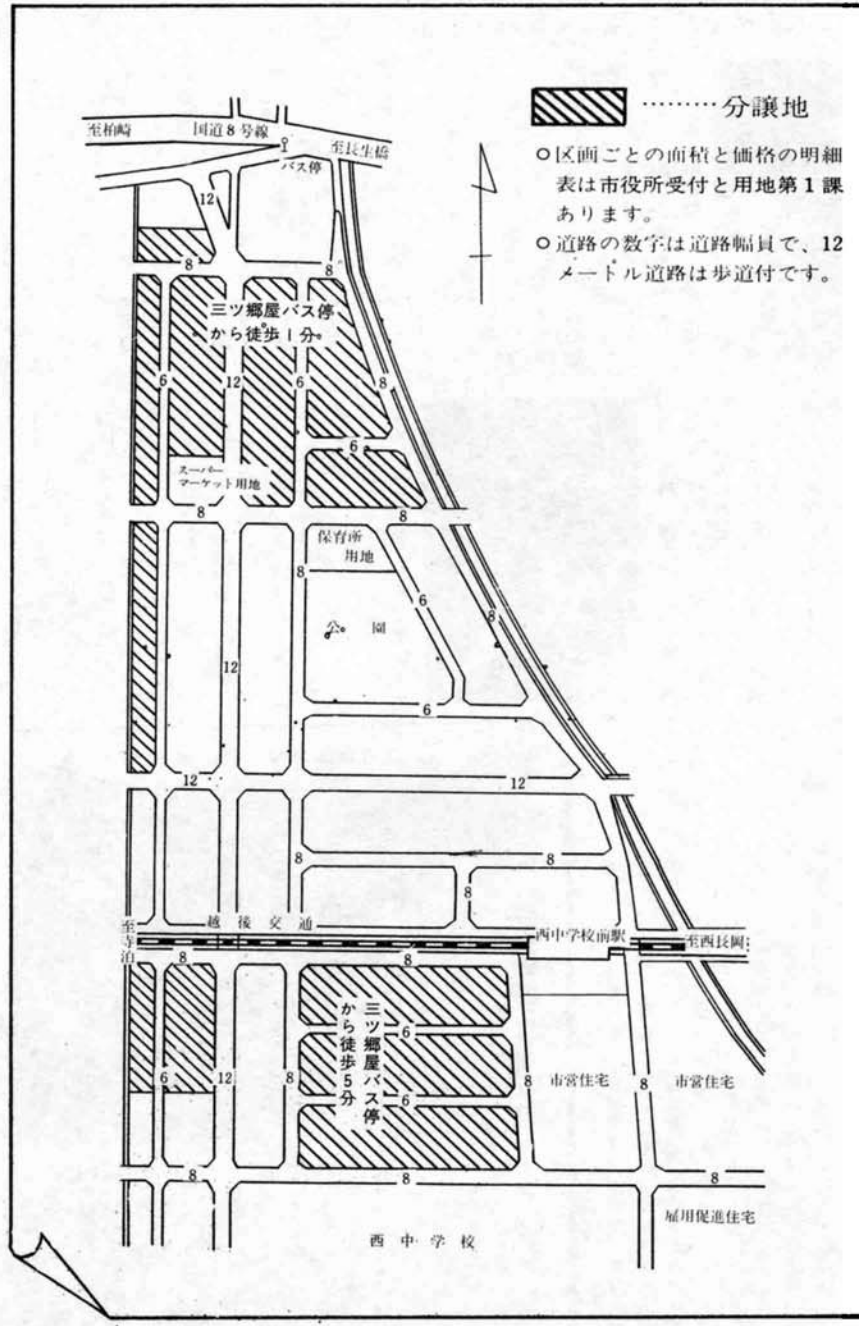 分譲地
○区画ごとの面積と価格の明細
表は市役所受付と用地第1課
あります。
○道路の数字は道路幅員で、12
メートル道路は歩道付です。
至柏崎
国道8号線
至長生橋
バス停
12
8
8
三ツ郷屋バス停
から徒歩1分。
6
12
6
8
6
スーパー
マーケット用地
8
8
保育所
用地
8
6
8
公園
12
6
12
12
8
8
8
至寺泊
越後交通
西中学校前駅
至西長岡
8
8
三ツ郷屋バス停
から徒歩5分
6
6
12
8
6
8
市営住宅
8
市営住宅
8
8
8
雇用促進住宅
西中学校